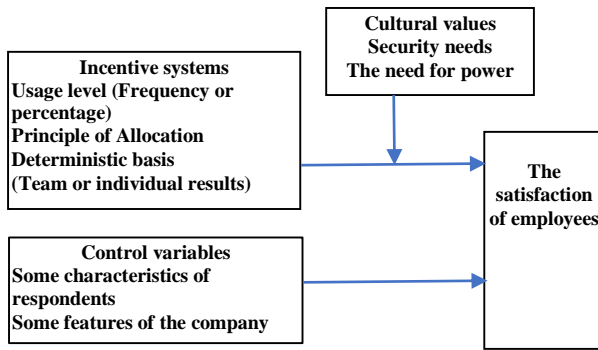 Cultural values
Security needs
The need for power
Incentive systems
Usage level (Frequency or
percentage)
Principle of Allocation
Deterministic basis
(Team or individual results)
The
satisfaction
of employees
Control variables
Some characteristics of
respondents
Some features of the company